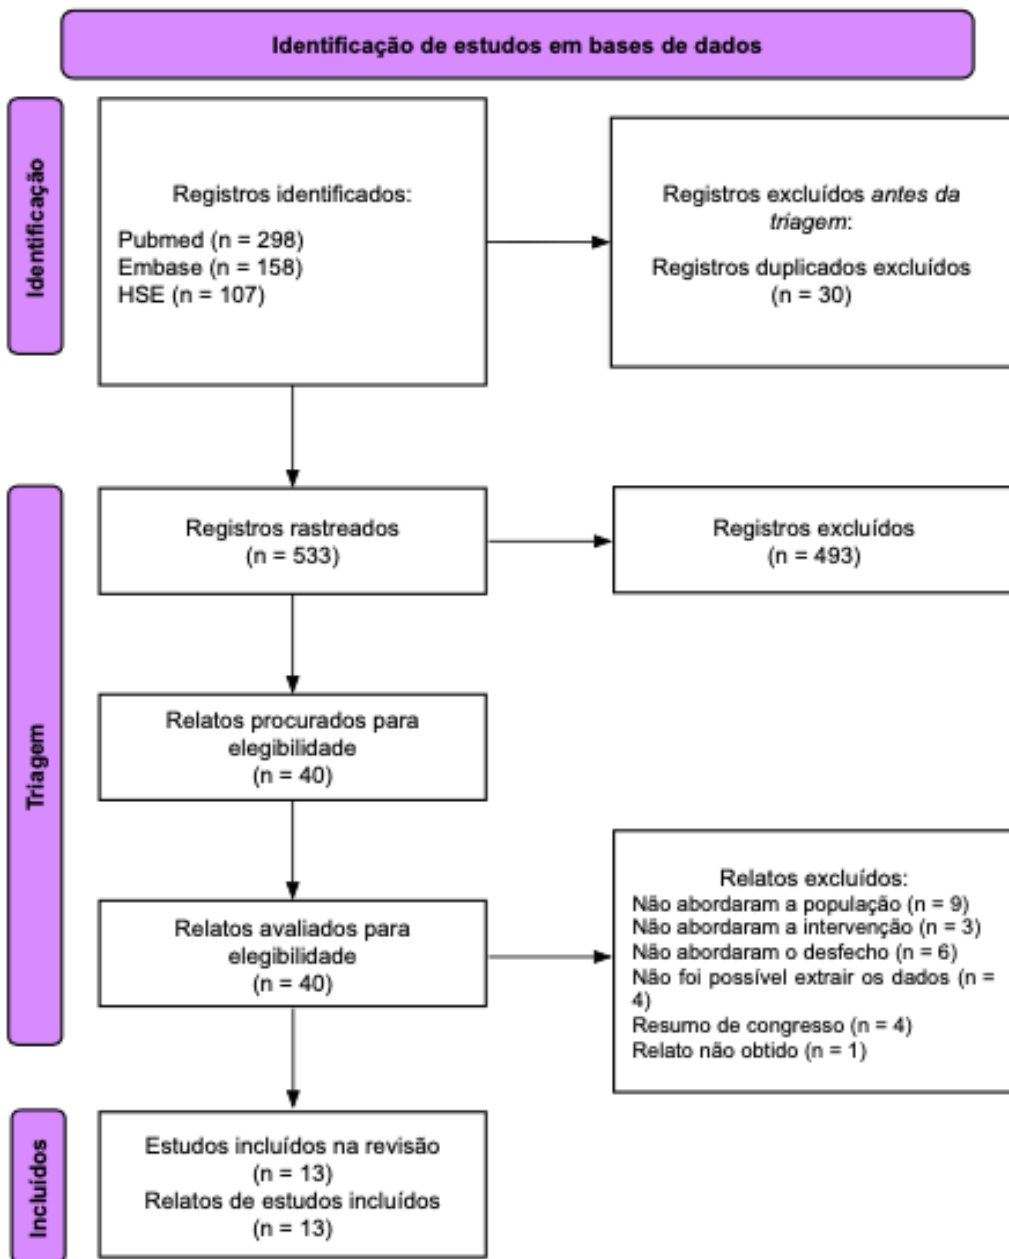 Identificação de estudos em bases de dados
Identificação
Registros identificados:
Pubmed (n = 298)
Embase (n = 158)
HSE (n = 107)
Registros excluídos antes da
triagem:
Registros duplicados excluídos
(n = 30)
Triagem
Registros rastreados
(n = 533)
Registros excluídos
(n = 493)
Relatos procurados para
elegibilidade
(n = 40)
Relatos avaliados para
elegibilidade
(n = 40)
Relatos excluídos:
Não abordaram a população (n = 9)
Não abordaram a intervenção (n = 3)
Não abordaram o desfecho (n = 6)
Não foi possível extrair os dados (n =
4)
Resumo de congresso (n = 4)
Relato não obtido (n = 1)
Incluídos
Estudos incluídos na revisão
(n = 13)
Relatos de estudos incluídos
(n = 13)